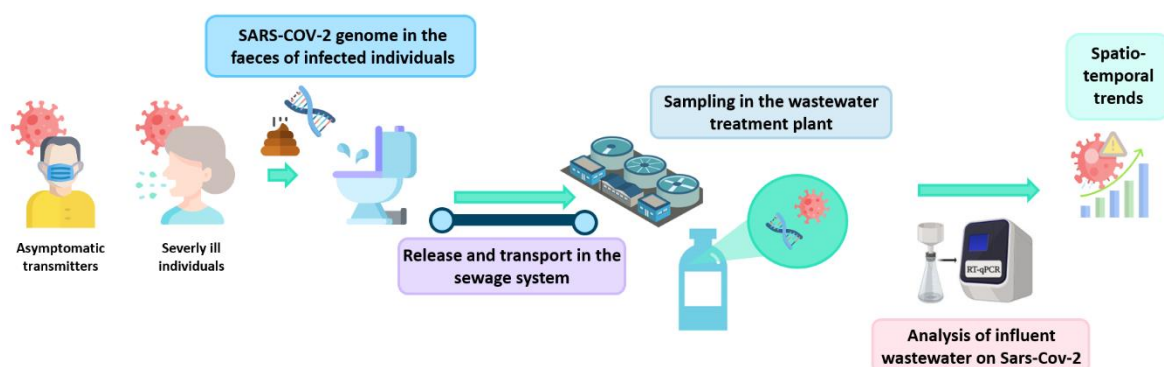 SARS-COV-2 genome in the
faeces of infected individuals
Asymptomatic
transmitters
Severly ill
individuals
Release and transport in the
sewage system
Sampling in the wastewater
treatment plant
RT-qPCR
Analysis of influent
wastewater on Sars-Cov-2
Spatio-
temporal
trends